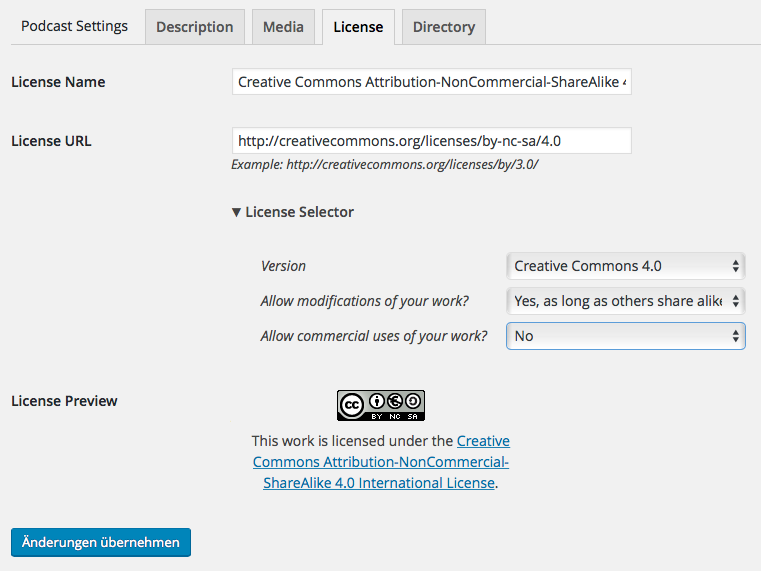 Podcast Settings Description Media License Directory
License Name Creative Commons Attribution-NonCommercial-ShareAlike 4
License URL http://creativecommons.org/licenses/by-nc-sa/4.0
Example: http://creativecommons.org/licenses/by/3.0/
▼ License Selector
Version Creative Commons 4.0
Allow modifications of your work? Yes, as long as others share alike
Allow commercial uses of your work? No
License Preview
cc
BY NC SA
This work is licensed under the Creative
Commons Attribution-NonCommercial-
ShareAlike 4.0 International License.
Änderungen übernehmen